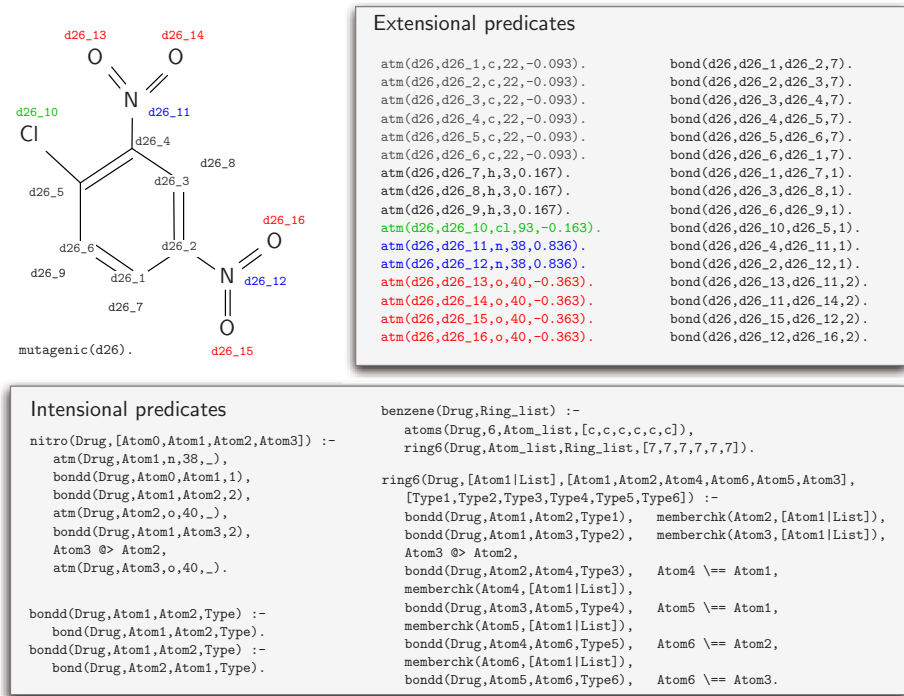 d26_13 d26_14
O O
d26_10 N d26_11
Cl
d26_4
d26_8
d26_5 d26_3
d26_16
d26_6 d26_2 O
d26_9 d26_1 N d26_12
d26_7
O
mutagenic(d26). d26_15
Extensional predicates
atm(d26,d26_1,c,22,-0.093). bond(d26,d26_1,d26_2,7).
atm(d26,d26_2,c,22,-0.093). bond(d26,d26_2,d26_3,7).
atm(d26,d26_3,c,22,-0.093). bond(d26,d26_3,d26_4,7).
atm(d26,d26_4,c,22,-0.093). bond(d26,d26_4,d26_5,7).
atm(d26,d26_5,c,22,-0.093). bond(d26,d26_5,d26_6,7).
atm(d26,d26_6,c,22,-0.093). bond(d26,d26_6,d26_1,7).
atm(d26,d26_7,h,3,0.167). bond(d26,d26_1,d26_7,1).
atm(d26,d26_8,h,3,0.167). bond(d26,d26_3,d26_8,1).
atm(d26,d26_9,h,3,0.167). bond(d26,d26_6,d26_9,1).
atm(d26,d26_10,cl,93,-0.163). bond(d26,d26_10,d26_5,1).
atm(d26,d26_11,n,38,0.836). bond(d26,d26_4,d26_11,1).
atm(d26,d26_12,n,38,0.836). bond(d26,d26_2,d26_12,1).
atm(d26,d26_13,o,40,-0.363). bond(d26,d26_13,d26_11,2).
atm(d26,d26_14,o,40,-0.363). bond(d26,d26_11,d26_14,2).
atm(d26,d26_15,o,40,-0.363). bond(d26,d26_15,d26_12,2).
atm(d26,d26_16,o,40,-0.363). bond(d26,d26_12,d26_16,2).
Intensional predicates
nitro(Drug,[Atom0,Atom1,Atom2,Atom3]) :-
atm(Drug,Atom1,n,38,_),
bondd(Drug,Atom0,Atom1,1),
bondd(Drug,Atom1,Atom2,2),
atm(Drug,Atom2,o,40,_),
bondd(Drug,Atom1,Atom3,2),
Atom3 @> Atom2,
atm(Drug,Atom3,o,40,_).
bondd(Drug,Atom1,Atom2,Type) :-
bond(Drug,Atom1,Atom2,Type).
bondd(Drug,Atom1,Atom2,Type) :-
bond(Drug,Atom2,Atom1,Type).
benzene(Drug,Ring_list) :-
atoms(Drug,6,Atom_list,[c,c,c,c,c,c]),
ring6(Drug,Atom_list,Ring_list,[7,7,7,7,7,7]).
ring6(Drug,[Atom1|List],[Atom1,Atom2,Atom4,Atom6,Atom5,Atom3],
[Type1,Type2,Type3,Type4,Type5,Type6]) :-
bondd(Drug,Atom1,Atom2,Type1), memberchk(Atom2,[Atom1|List]),
bondd(Drug,Atom1,Atom3,Type2), memberchk(Atom3,[Atom1|List]),
Atom3 @> Atom2,
bondd(Drug,Atom2,Atom4,Type3), Atom4 \== Atom1,
memberchk(Atom4,[Atom1|List]),
bondd(Drug,Atom3,Atom5,Type4), Atom5 \== Atom1,
memberchk(Atom5,[Atom1|List]),
bondd(Drug,Atom4,Atom6,Type5), Atom6 \== Atom2,
memberchk(Atom6,[Atom1|List]),
bondd(Drug,Atom5,Atom6,Type6), Atom6 \== Atom3.